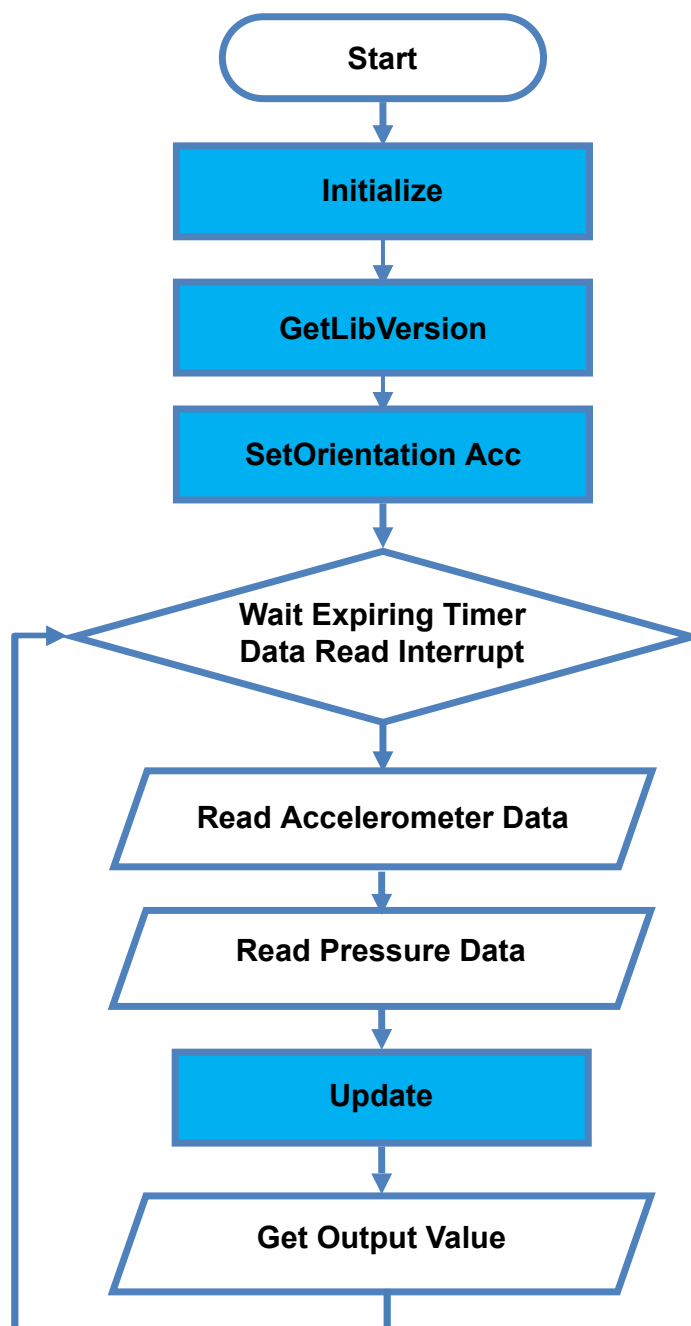 Start
Initialize
GetLibVersion
SetOrientation Acc
Wait Expiring Timer
Data Read Interrupt
Read Accelerometer Data
Read Pressure Data
Update
Get Output Value